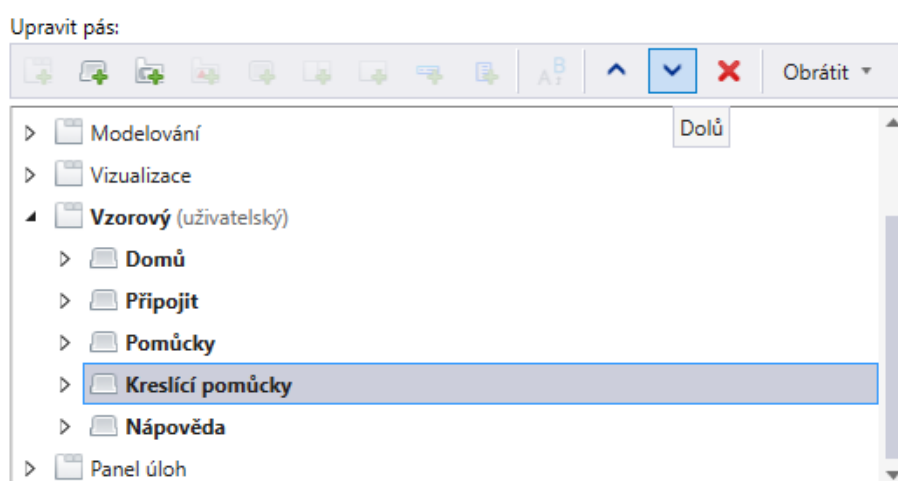 Upravit pás:
Obrátit
Dolů
Modelování
Vizualizace
Vzorový (uživatelský)
Domů
Připojit
Pomůcky
Kreslící pomůcky
Nápověda
Panel úloh